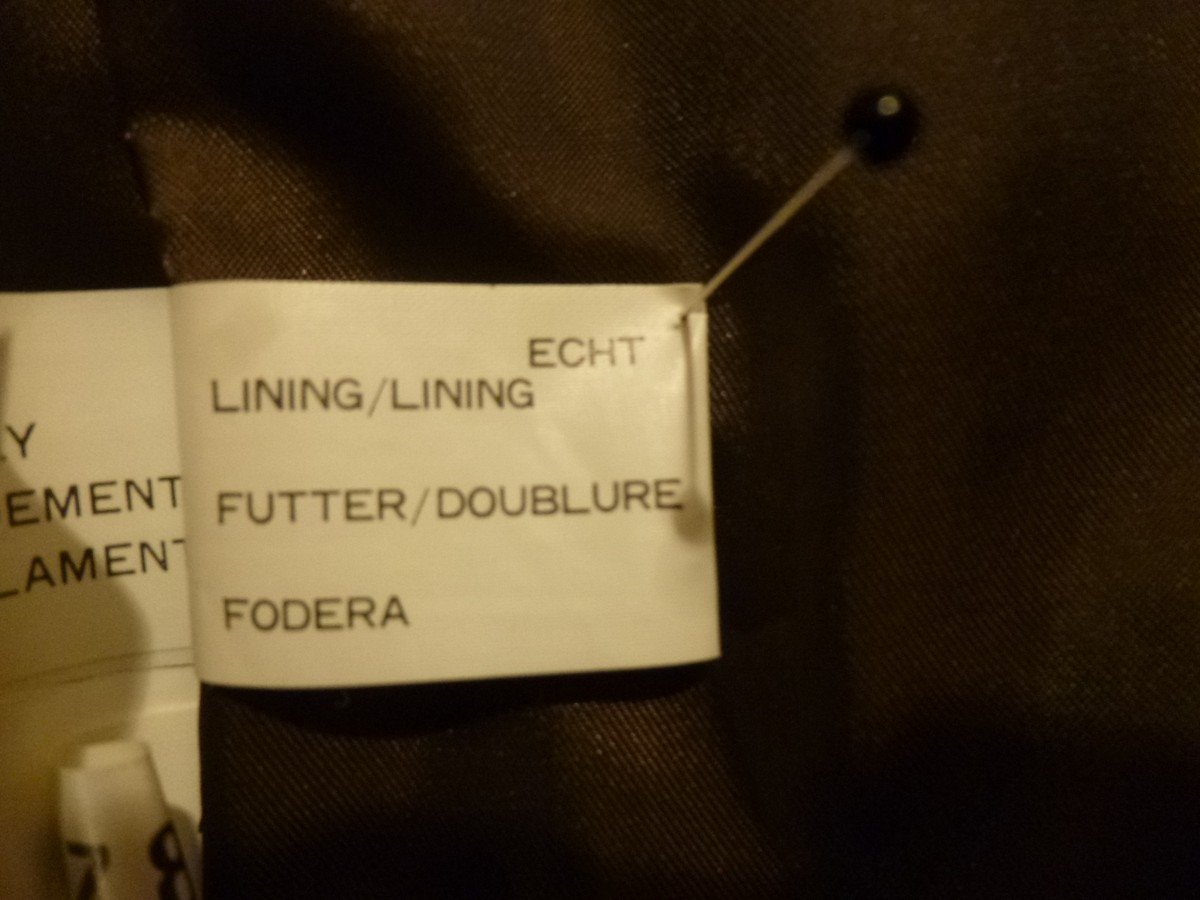 ECHT
LINING/LINING
FUTTER/DOUBLURE
FODERA
Y
EMENT
LAMENT
B